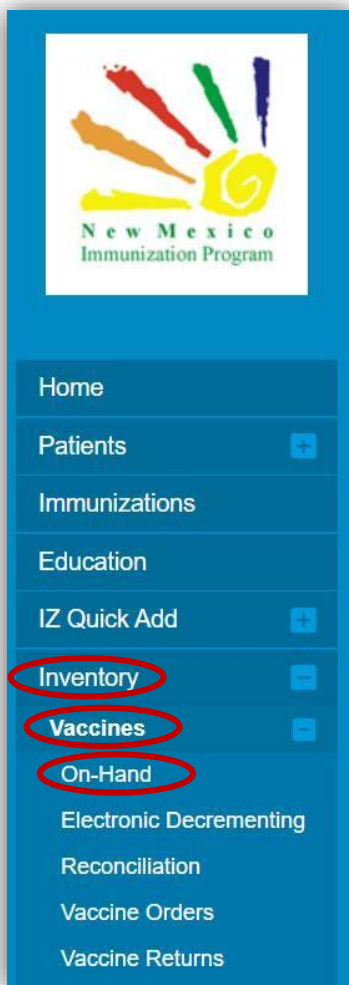 New Mexico
Immunization Program
Home
Patients
Immunizations
Education
IZ Quick Add
Inventory
Vaccines
On-Hand
Electronic Decrementing
Reconciliation
Vaccine Orders
Vaccine Returns